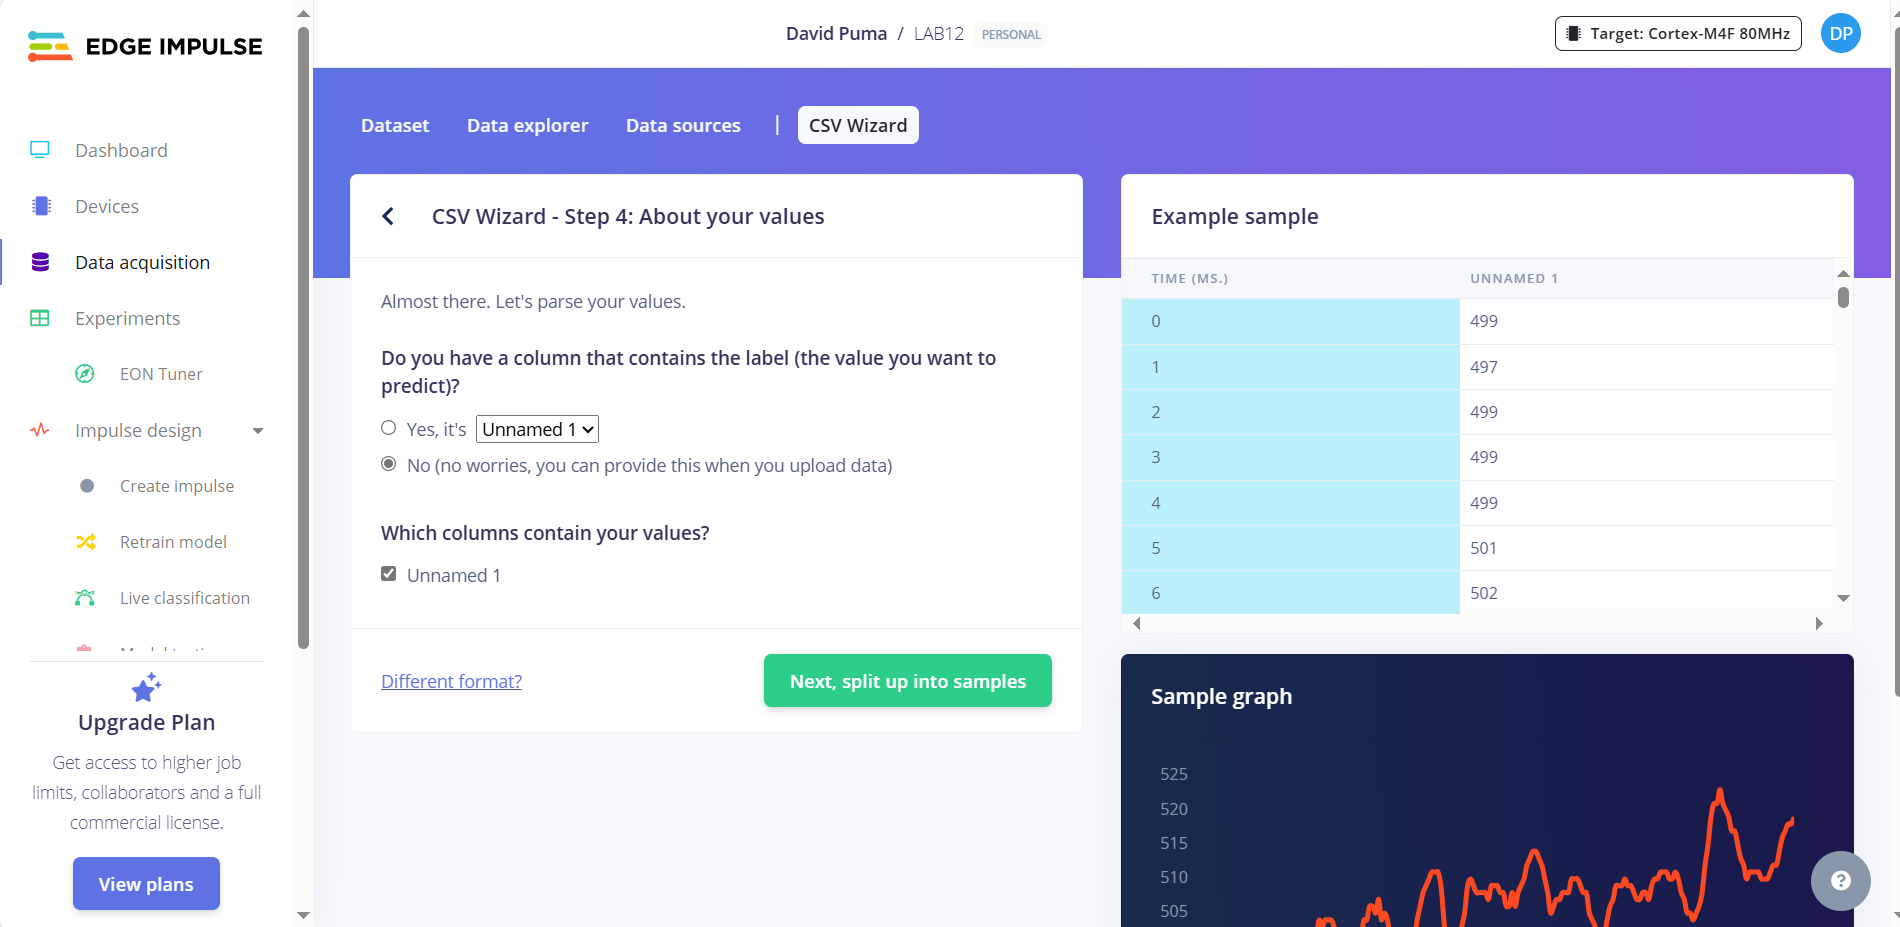 EDGE IMPULSE
David Puma / LAB12 PERSONAL
Target: Cortex-M4F 80MHz
DP
Dashboard
Devices
Data acquisition
Experiments
EON Tuner
Impulse design
Create impulse
Retrain model
Live classification
Upgrade Plan
Get access to higher job
limits, collaborators and a full
commercial license.
View plans
Dataset Data explorer Data sources | CSV Wizard
CSV Wizard - Step 4: About your values
Almost there. Let's parse your values.
Do you have a column that contains the label (the value you want to
predict)?
Yes, it's Unnamed 1
No (no worries, you can provide this when you upload data)
Which columns contain your values?
Unnamed 1
Different format?
Next, split up into samples
Example sample
TIME (MS.) UNNAMED 1
0 499
1 497
2 499
3 499
4 499
5 501
6 502
Sample graph
525
520
515
510
505
?